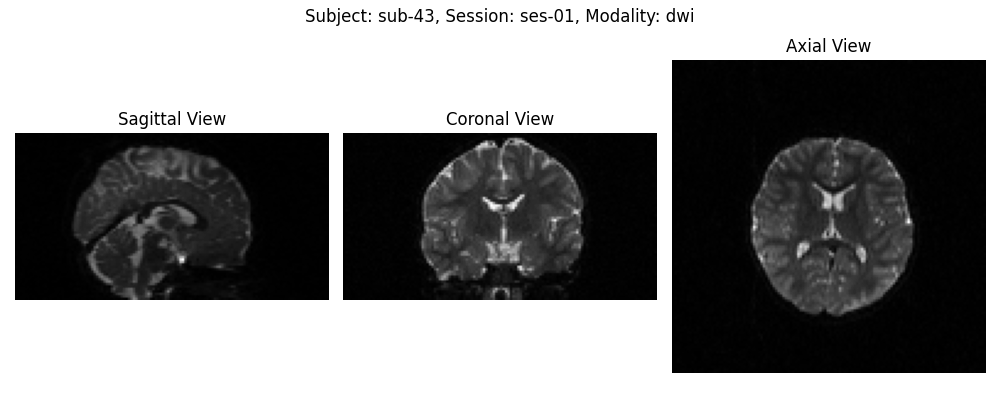 Subject: sub-43, Session: ses-01, Modality: dwi
Axial View
Sagittal View
Coronal View